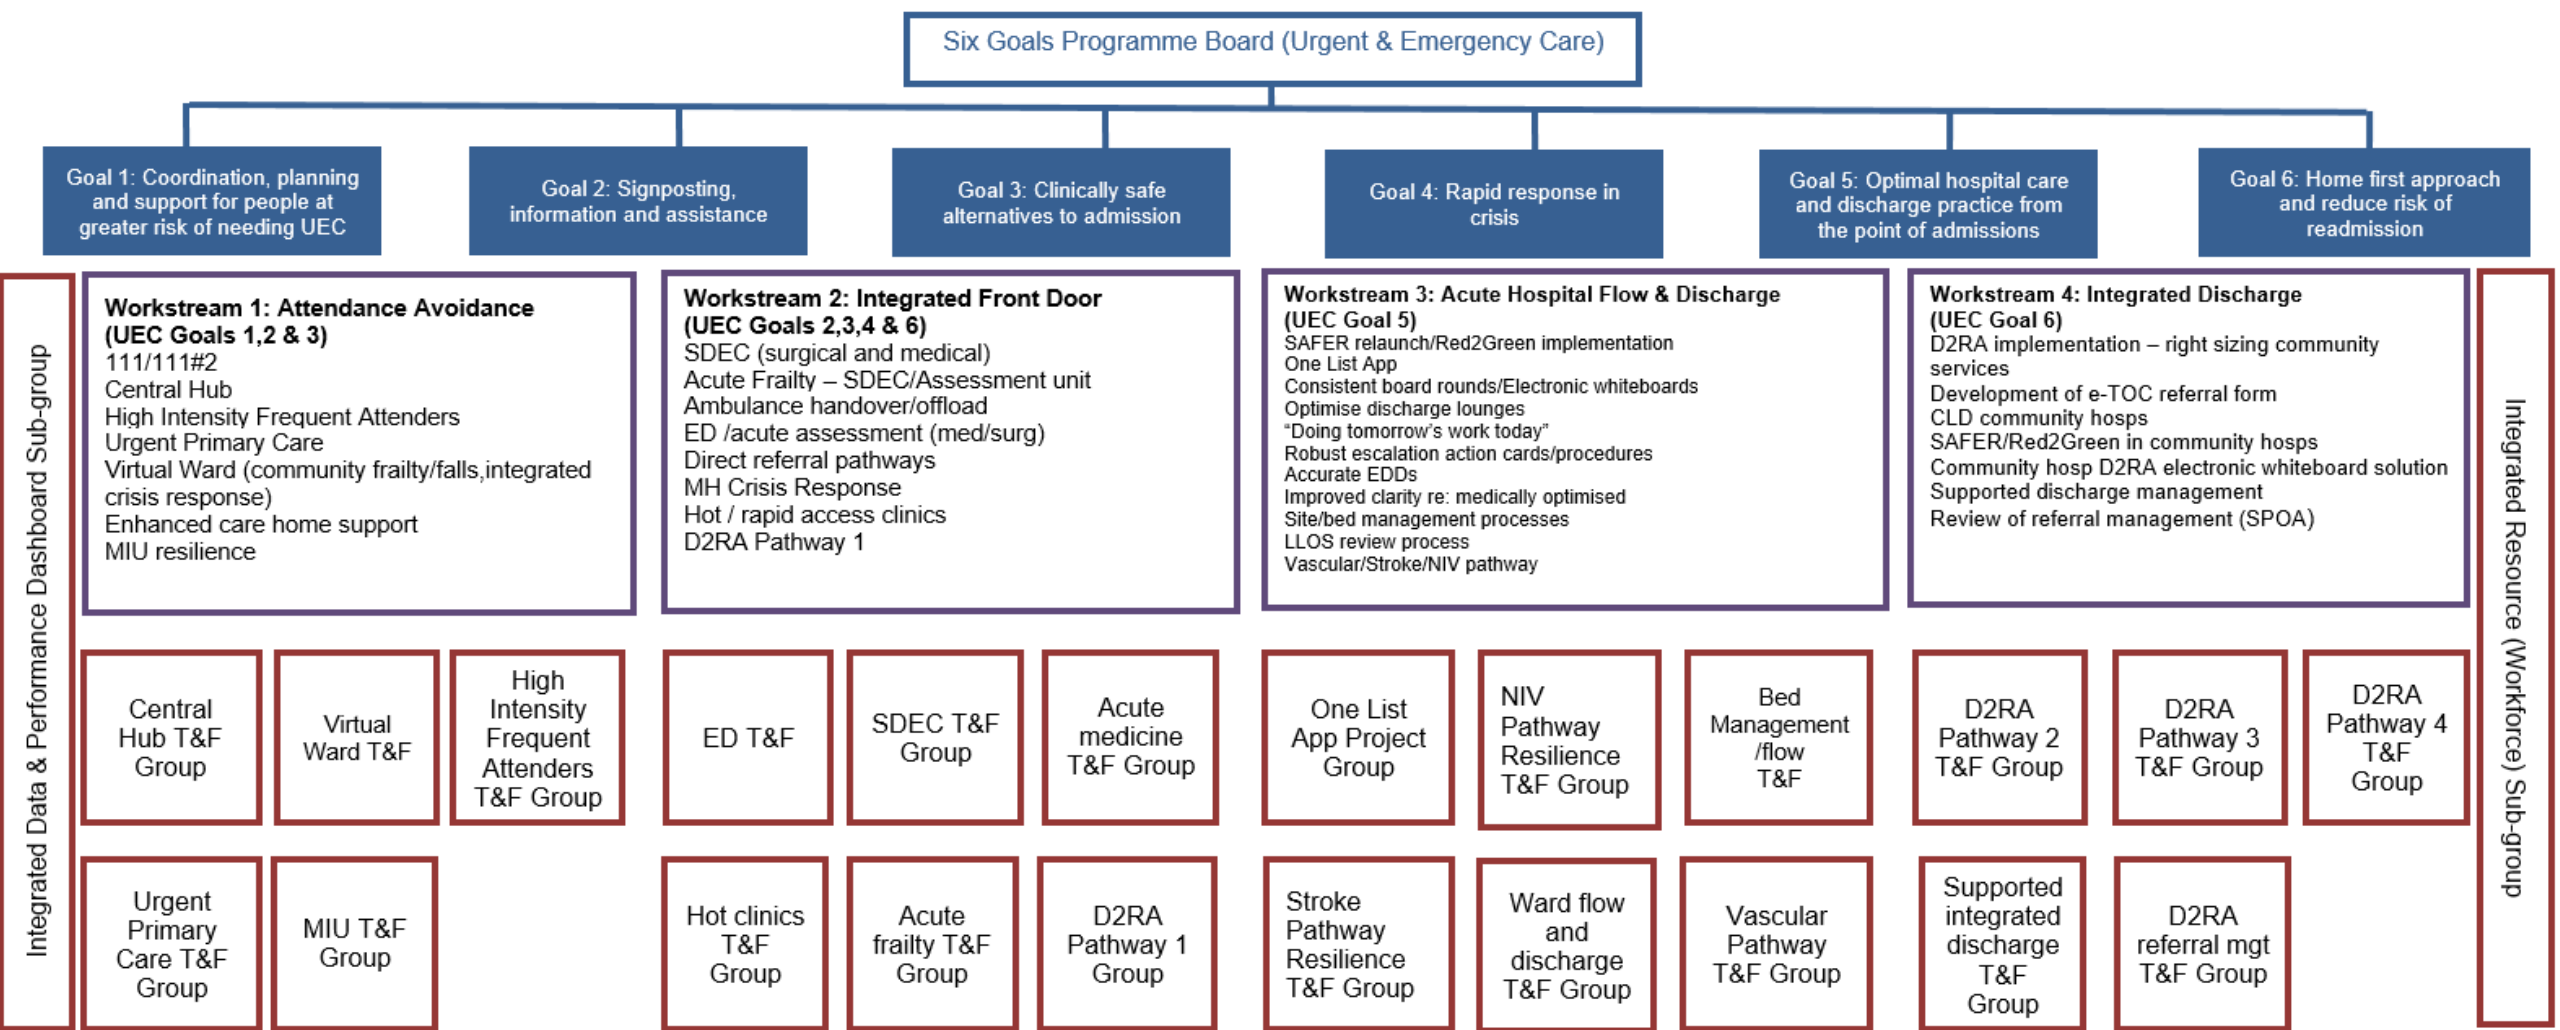 Six Goals Programme Board (Urgent & Emergency Care)
Goal 1: Coordination, planning
and support for people at
greater risk of needing UEC
Goal 2: Signposting,
information and assistance
Goal 3: Clinically safe
alternatives to admission
Goal 4: Rapid response in
crisis
Goal 5: Optimal hospital care
and discharge practice from
the point of admissions
Goal 6: Home first approach
and reduce risk of
readmission
Integrated Data & Performance Dashboard Sub-group
Workstream 1: Attendance Avoidance
(UEC Goals 1,2 & 3)
111/111#2
Central Hub
High Intensity Frequent Attenders
Urgent Primary Care
Virtual Ward (community frailty/falls,integrated
crisis response)
Enhanced care home support
MIU resilience
Workstream 2: Integrated Front Door
(UEC Goals 2,3,4 & 6)
SDEC (surgical and medical)
Acute Frailty – SDEC/Assessment unit
Ambulance handover/offload
ED /acute assessment (med/surg)
Direct referral pathways
MH Crisis Response
Hot / rapid access clinics
D2RA Pathway 1
Workstream 3: Acute Hospital Flow & Discharge
(UEC Goal 5)
SAFER relaunch/Red2Green implementation
One List App
Consistent board rounds/Electronic whiteboards
Optimise discharge lounges
“Doing tomorrow’s work today”
Robust escalation action cards/procedures
Accurate EDDs
Improved clarity re: medically optimised
Site/bed management processes
LLOS review process
Vascular/Stroke/NIV pathway
Workstream 4: Integrated Discharge
(UEC Goal 6)
D2RA implementation – right sizing community
services
Development of e-TOC referral form
CLD community hosps
SAFER/Red2Green in community hosps
Community hosp D2RA electronic whiteboard solution
Supported discharge management
Review of referral management (SPOA)
Integrated Resource (Workforce) Sub-group
Central
Hub T&F
Group
Virtual
Ward T&F
High
Intensity
Frequent
Attenders
T&F Group
ED T&F
SDEC T&F
Group
Acute
medicine
T&F Group
One List
App Project
Group
NIV
Pathway
Resilience
T&F Group
Bed
Management
/flow
T&F
D2RA
Pathway 2
T&F Group
D2RA
Pathway 3
T&F Group
D2RA
Pathway 4
T&F
Group
Urgent
Primary
Care T&F
Group
MIU T&F
Group
Hot clinics
T&F
Group
Acute
frailty T&F
Group
D2RA
Pathway 1
Group
Stroke
Pathway
Resilience
T&F Group
Ward flow
and
discharge
T&F Group
Vascular
Pathway
T&F Group
Supported
integrated
discharge
T&F
Group
D2RA
referral mgt
T&F Group